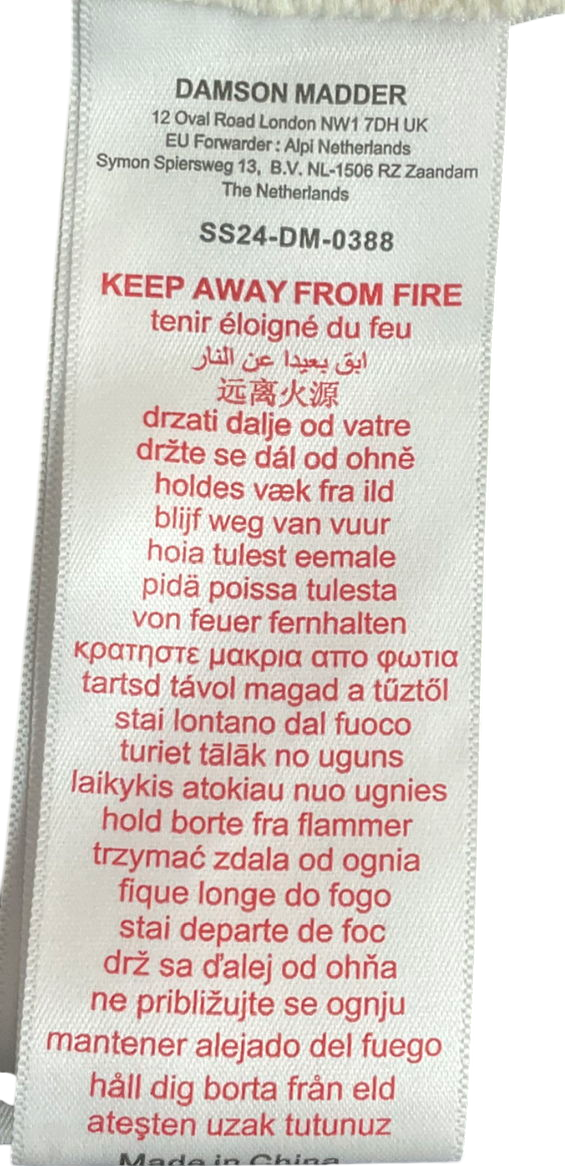 DAMSON MADDER
12 Oval Road London NW1 7DH UK
EU Forwarder : Alpi Netherlands
Symon Spiersweg 13, B.V. NL-1506 RZ Zaandam
The Netherlands
SS24-DM-0388
KEEP AWAY FROM FIRE
tenir éloigné du feu
ابق بعيدا عن النار
远离火源
drzati dalje od vatre
držte se dál od ohně
holdes væk fra ild
blijf weg van vuur
hoia tulest eemale
pidä poissa tulesta
von feuer fernhalten
κρατηστε μακρια απο φωτια
tartsd távol magad a tűztől
stai lontano dal fuoco
turiet tālāk no uguns
laikykis atokiau nuo ugnies
hold borte fra flammer
trzymać zdala od ognia
fique longe do fogo
stai departe de foc
drž sa ďalej od ohňa
ne približujte se ognju
mantener alejado del fuego
håll dig borta från eld
ateşten uzak tutunuz
Made in China